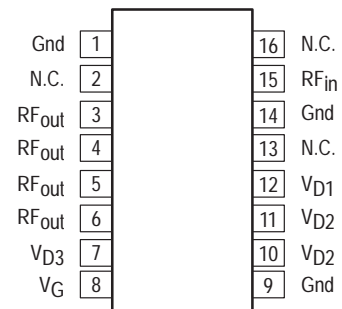 Gnd 1 16 N.C.
N.C. 2 15 RFin
RFout 3 14 Gnd
RFout 4 13 N.C.
RFout 5 12 VD1
RFout 6 11 VD2
VD3 7 10 VD2
VG 8 9 Gnd